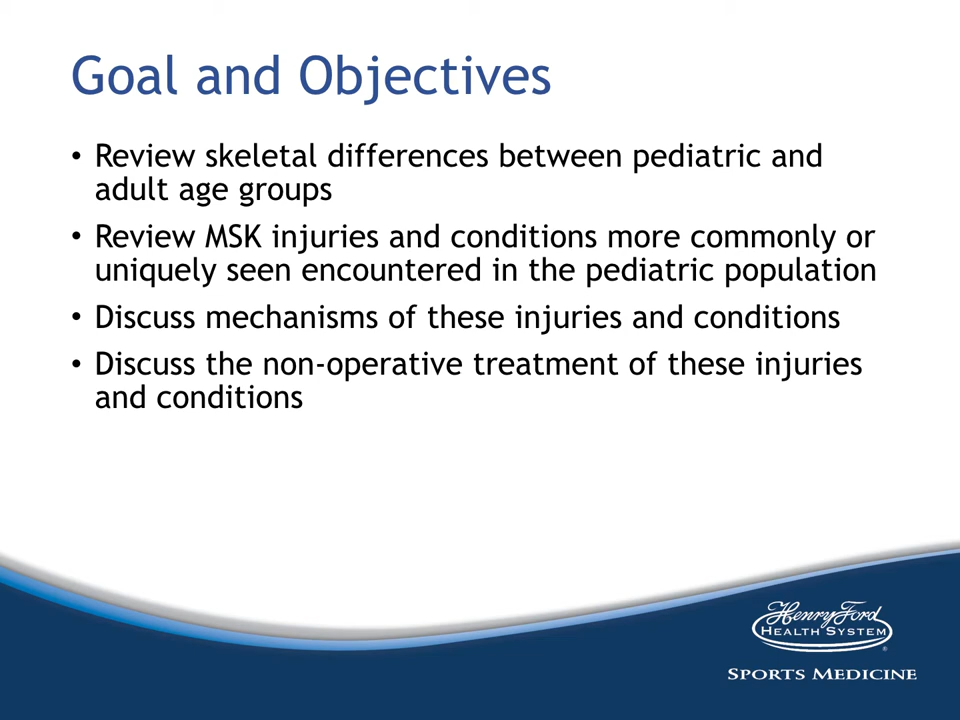 Goal and Objectives
• Review skeletal differences between pediatric and
adult age groups
• Review MSK injuries and conditions more commonly or
uniquely seen encountered in the pediatric population
• Discuss mechanisms of these injuries and conditions
• Discuss the non-operative treatment of these injuries
and conditions
Henry Ford
HEALTH SYSTEM
®
SPORTS MEDICINE